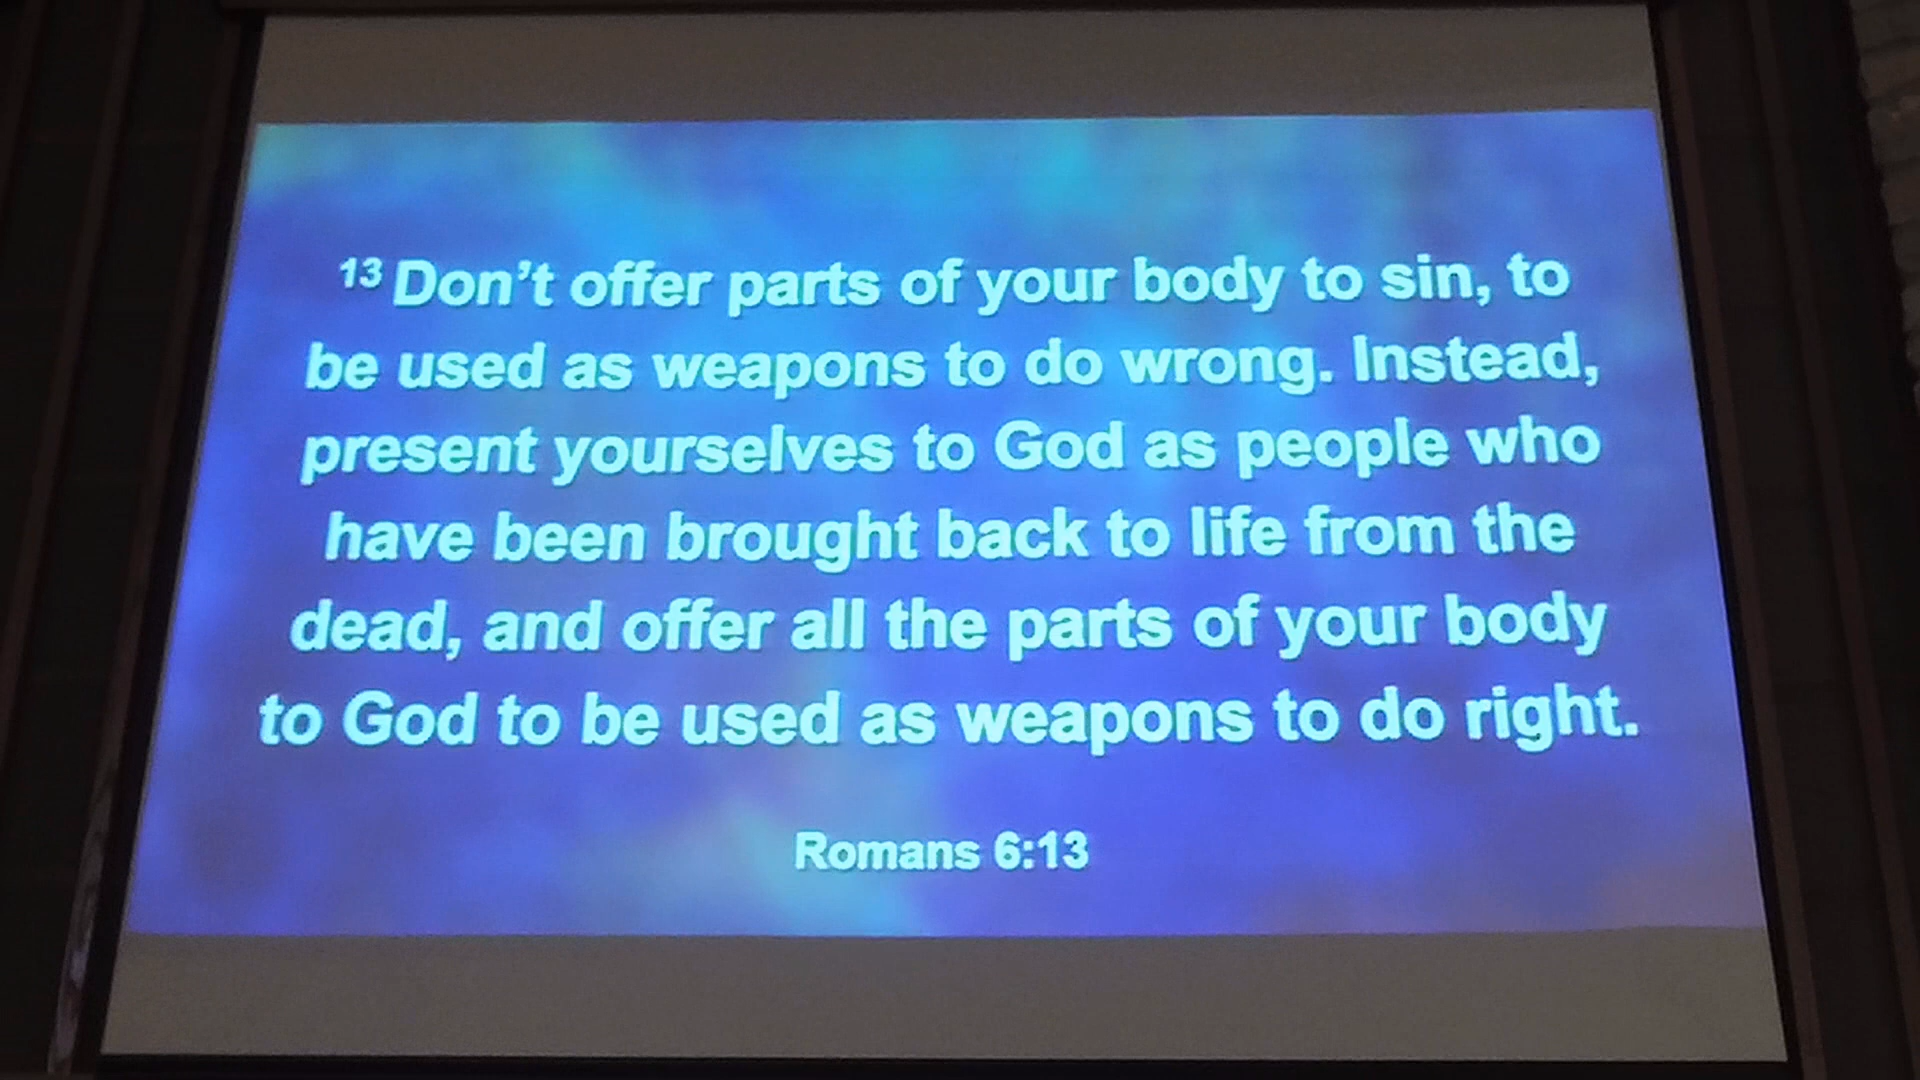 13 Don’t offer parts of your body to sin, to
be used as weapons to do wrong. Instead,
present yourselves to God as people who
have been brought back to life from the
dead, and offer all the parts of your body
to God to be used as weapons to do right.
Romans 6:13